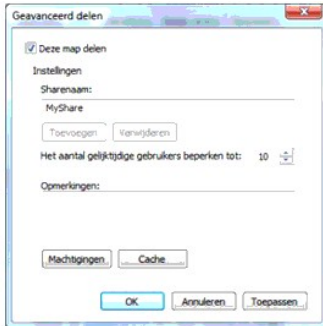 Geavanceerd delen
Deze map delen
Instellingen
Sharenaam:
MyShare
Toevoegen Verwijderen
Het aantal gelijktijdige gebruikers beperken tot: 10
Opmerkingen:
Machtigingen Cache
OK Annuleren Toepassen